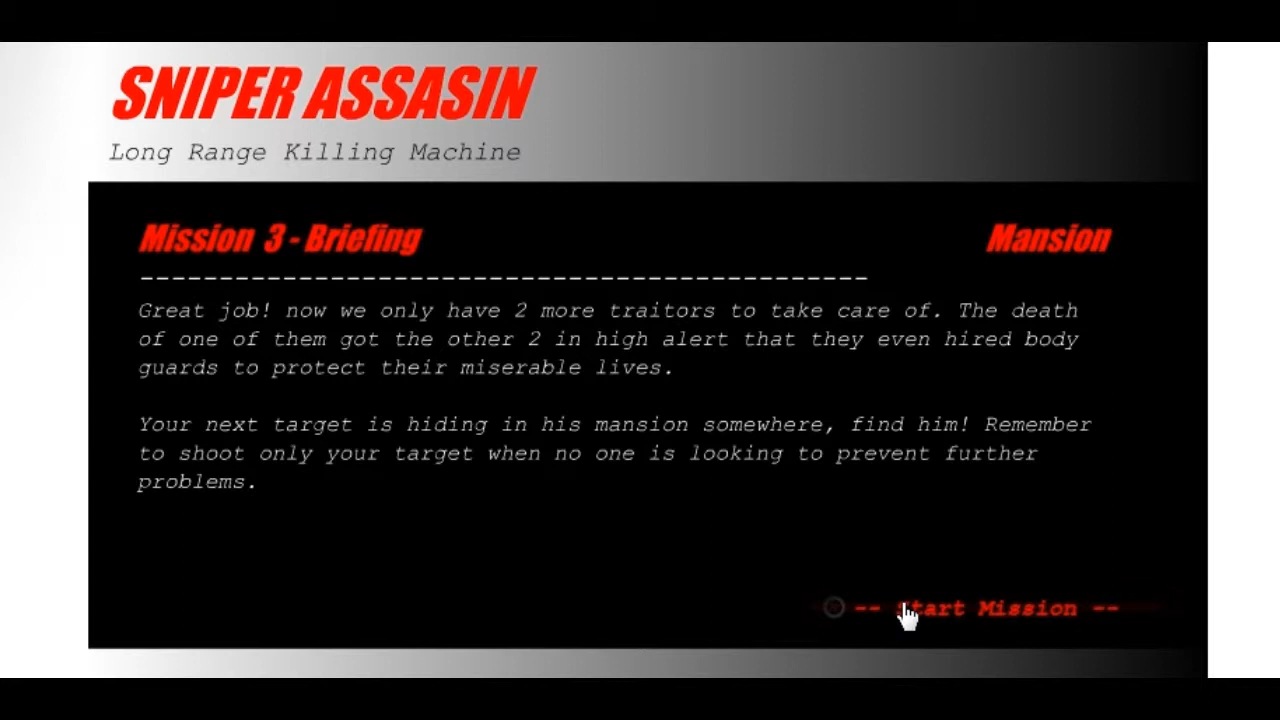 SNIPER ASSASIN
Long Range Killing Machine
Mission 3 - Briefing
Mansion
----------------------------------------------------
Great job! now we only have 2 more traitors to take care of. The death
of one of them got the other 2 in high alert that they even hired body
guards to protect their miserable lives.
Your next target is hiding in his mansion somewhere, find him! Remember
to shoot only your target when no one is looking to prevent further
problems.
-- Start Mission --